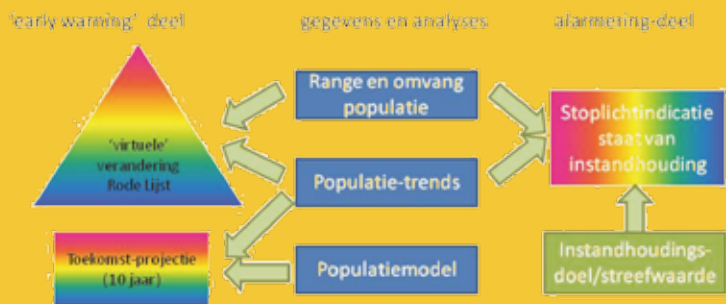 'early warning' deel
gegevens en analyses
alarmering-deel
'virtuele'
verandering
Rode Lijst
Toekomst-projectie
(10 jaar)
Range en omvang
populatie
Populatie-trends
Populatiemodel
Stoplichtindicatie
staat van
instandhouding
Instandhoudings-
doel/streefwaarde